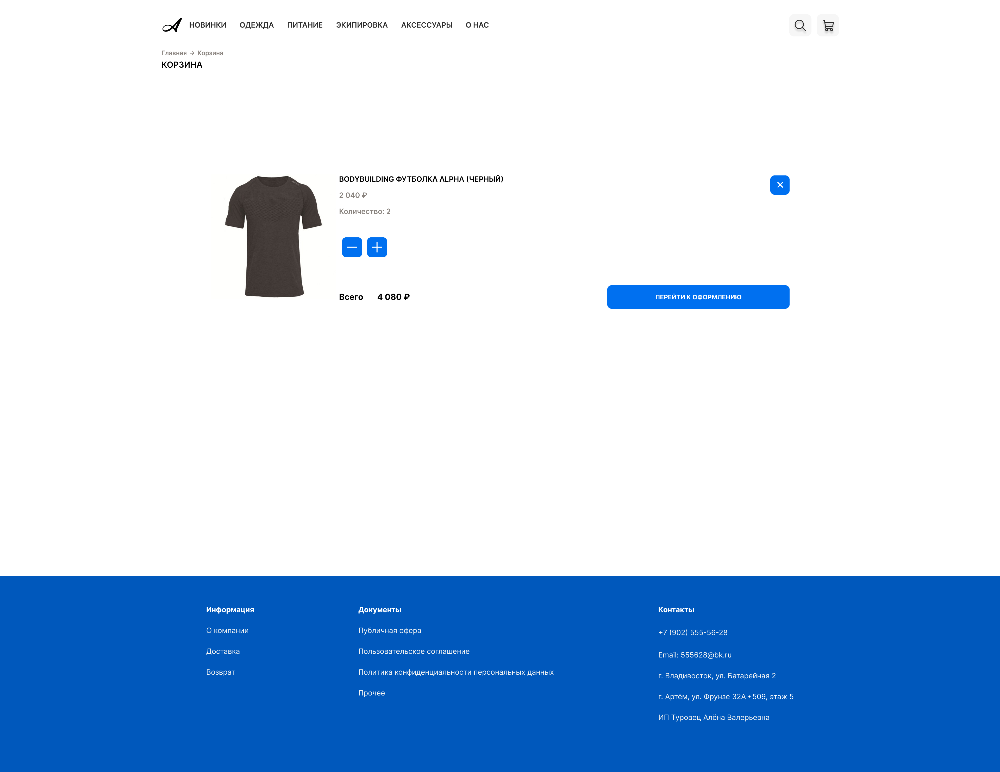 НОВИНКИ ОДЕЖДА ПИТАНИЕ ЭКИПИРОВКА АКСЕССУАРЫ О НАС
Главная → Корзина
КОРЗИНА
BODYBUILDING ФУТБОЛКА ALPHA (ЧЕРНЫЙ)
2 040 ₽
Количество: 2
Всего 4 080 ₽
ПЕРЕЙТИ К ОФОРМЛЕНИЮ
Информация
О компании
Доставка
Возврат
Документы
Публичная офера
Пользовательское соглашение
Политика конфиденциальности персональных данных
Прочее
Контакты
+7 (902) 555-56-28
Email: 555628@bk.ru
г. Владивосток, ул. Батарейная 2
г. Артём, ул. Фрунзе 32А • 509, этаж 5
ИП Туровец Алёна Валерьевна